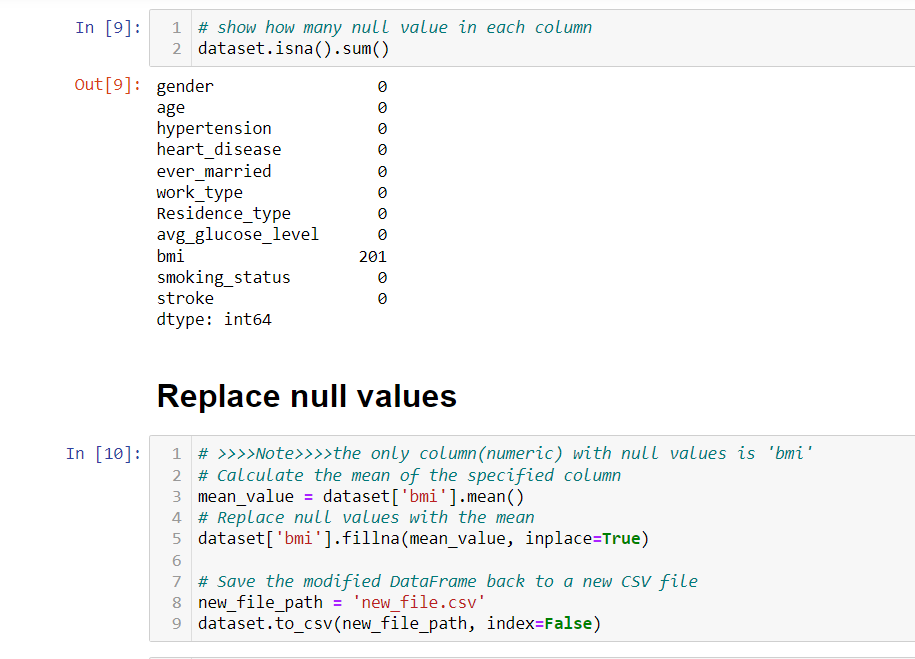 In [9]:
1 # show how many null value in each column
2 dataset.isna().sum()
Out[9]:
gender 0
age 0
hypertension 0
heart_disease 0
ever_married 0
work_type 0
Residence_type 0
avg_glucose_level 0
bmi 201
smoking_status 0
stroke 0
dtype: int64
Replace null values
In [10]:
1 # >>>>Note>>>>the only column(numeric) with null values is 'bmi'
2 # Calculate the mean of the specified column
3 mean_value = dataset['bmi'].mean()
4 # Replace null values with the mean
5 dataset['bmi'].fillna(mean_value, inplace=True)
6
7 # Save the modified DataFrame back to a new CSV file
8 new_file_path = 'new_file.csv'
9 dataset.to_csv(new_file_path, index=False)